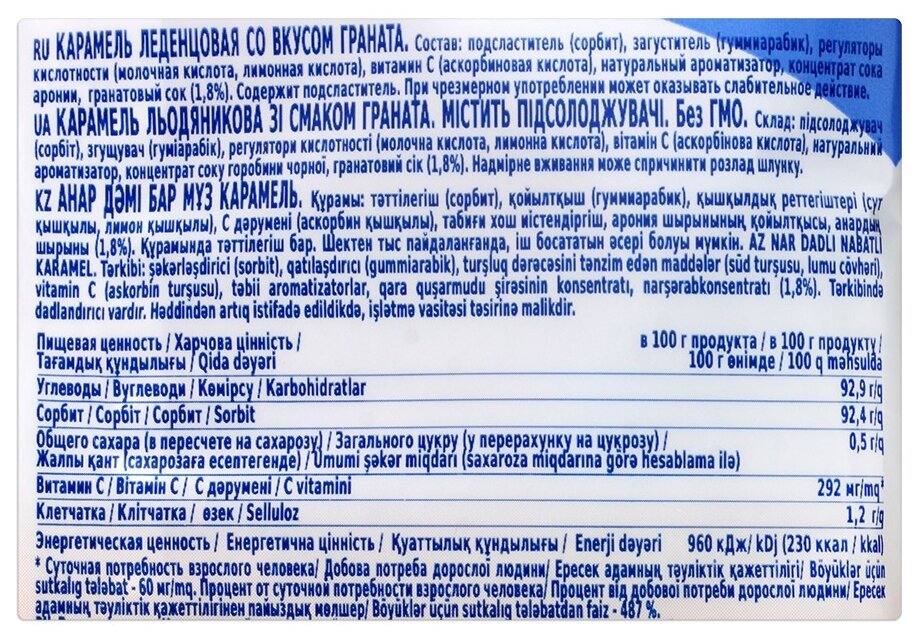 RU КАРАМЕЛЬ ЛЕДЕНЦОВАЯ СО ВКУСОМ ГРАНАТА. Состав: подсластитель (сорбит), загуститель (гуммиарабик), регуляторы
кислотности (молочная кислота, лимонная кислота), витамин С (аскорбиновая кислота), натуральный ароматизатор, концентрат сока
аронии, гранатовый сок (1,8%). Содержит подсластитель. При чрезмерном употреблении может оказывать слабительное действие.
UA КАРАМЕЛЬ ЛЬОДЯНИКОВА ЗІ СМАКОМ ГРАНАТА. МІСТИТЬ ПІДСОЛОДЖУВАЧІ. Без ГМО. Склад: підсолоджувач
(сорбіт), згущувач (гуміарабік), регулятори кислотності (молочна кислота, лимонна кислота), вітамін С (аскорбінова кислота), натуральний
ароматизатор, концентрат соку горобини чорної, гранатовий сік (1,8%). Надмірне вживання може спричинити розлад шлунку.
KZ АНАР ДӘМІ БАР МҰЗ КАРАМЕЛЬ. Құрамы: тәттілегіш (сорбит), қойылтқыш (гуммиарабик), қышқылдық реттегіштері (сүт
қышқылы, лимон қышқылы), С дәрумені (аскорбин қышқылы), табиғи хош истендіргіш, арония шырынының қойылтқысы, анардың
шырыны (1,8%). Құрамында тәттілегіш бар. Шектен тыс пайдаланғанда, іш босататын әсері болуы мүмкін. AZ NAR DADLI NABATLI
KARAMEL. Tərkibi: şəkərləşdirici (sorbit), qatılaşdırıcı (gummiarabik), turşluq dərəcəsini tənzim edən maddələr (süd turşusu, lumu cövhəri),
vitamin C (askorbin turşusu), təbii aromatizatorlar, qara quşarmudu şirəsinin konsentratı, narşərabkonsentratı (1,8%). Tərkibində
dadlandırıcı vardır. Həddindən artıq istifadə edildikdə, işlətmə vasitəsi təsirinə malikdir.
Пищевая ценность / Харчова цінність / в 100 г продукта / в 100 г продукту /
Тағамдық құндылығы / Qida dəyəri 100 г өнімде / 100 q məhsulda
Углеводы / Вуглеводи / Көмірсу / Karbohidratlar 92,9 г/q
Сорбит / Сорбіт / Сорбит / Sorbit 92,4 г/q
Общего сахара (в пересчете на сахарозу) / Загального цукру (у перерахунку на цукрозу) / 0,5 г/q
Жалпы қант (сахарозаға есептегенде) / Ümumi şəkər miqdarı (saxaroza miqdarına görə hesablama ilə)
Витамин С / Вітамін С / С дәрумені / C vitamini 292 мг/mq*
Клетчатка / Клітчатка / өзек / Selluloz 1,2 г/q
Энергетическая ценность / Енергетична цінність / Қуаттылық құндылығы / Enerji dəyəri 960 кДж/ kDj (230 ккал / kkal)
* Суточная потребность взрослого человека/ Добова потреба дорослої людини/ Ересек адамның тәуліктік қажеттілігі/ Böyüklər üçün
sutkalıg tələbat - 60 мг/mq. Процент от суточной потребности взрослого человека/ Процент від добової потреби дорослої людини/ Ересек
адамның тәуліктік қажеттілігінен пайыздық мөлшер/ Böyüklər üçün sutkalıg tələbatdan faiz - 487 %.